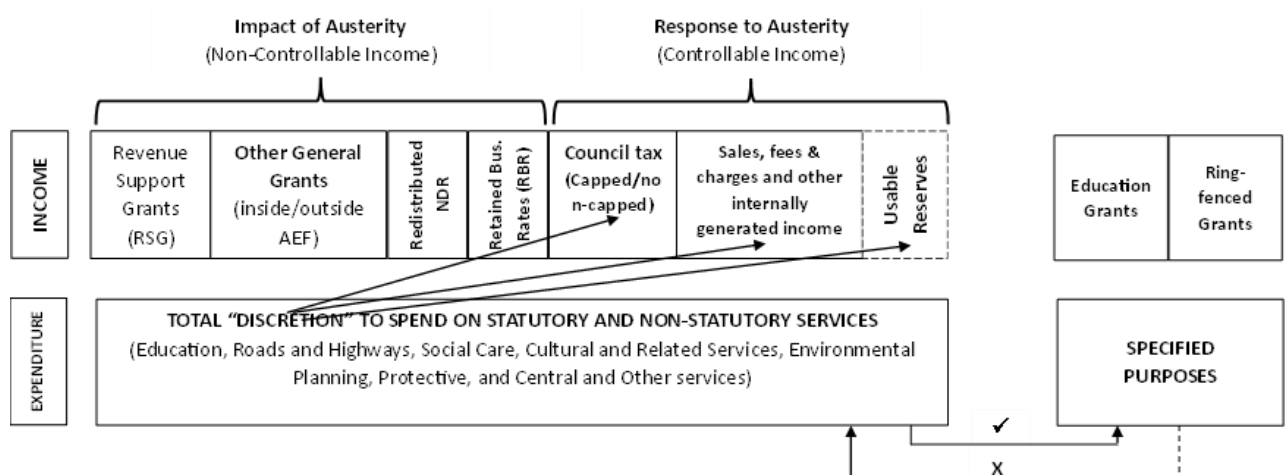 Impact of Austerity
(Non-Controllable Income)
Response to Austerity
(Controllable Income)
INCOME
Revenue
Support
Grants
(RSG)
Other General
Grants
(inside/outside
AEF)
Redistributed
NDR
Retained Bus.
Rates (RBR)
Council tax
(Capped/no
n-capped)
Sales, fees &
charges and other
internally
generated income
Usable
Reserves
Education
Grants
Ring-
fenced
Grants
EXPENDITURE
TOTAL “DISCRETION” TO SPEND ON STATUTORY AND NON-STATUTORY SERVICES
(Education, Roads and Highways, Social Care, Cultural and Related Services, Environmental
Planning, Protective, and Central and Other services)
SPECIFIED
PURPOSES
✓
X